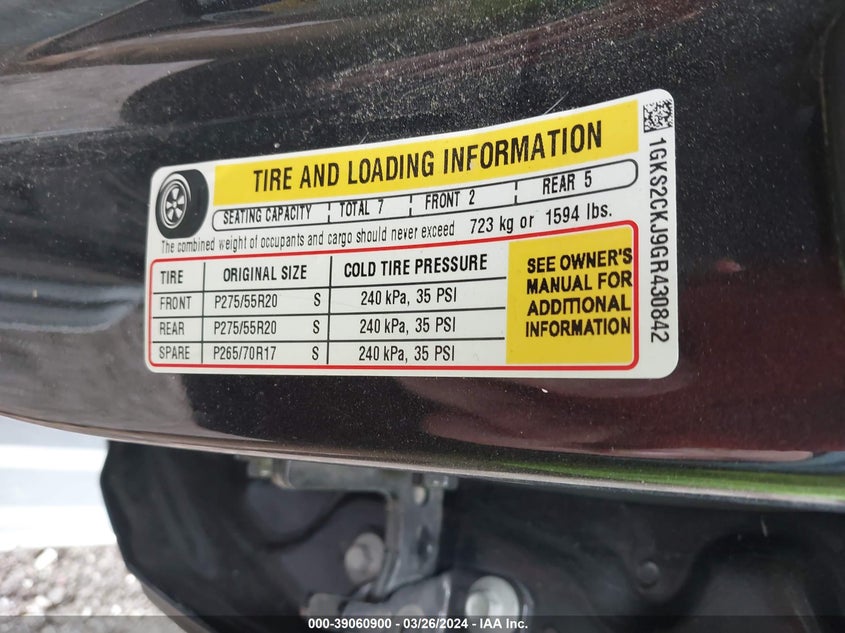 TIRE AND LOADING INFORMATION
SEATING CAPACITY TOTAL 7 FRONT 2 REAR 5
The combined weight of occupants and cargo should never exceed 723 kg or 1594 lbs.
TIRE ORIGINAL SIZE COLD TIRE PRESSURE
FRONT P275/55R20 S 240 kPa, 35 PSI
REAR P275/55R20 S 240 kPa, 35 PSI
SPARE P265/70R17 S 240 kPa, 35 PSI
SEE OWNER'S
MANUAL FOR
ADDITIONAL
INFORMATION
1GKS2CKJ9GR430842
000-39060900 — 03/26/2024 — IAA Inc.